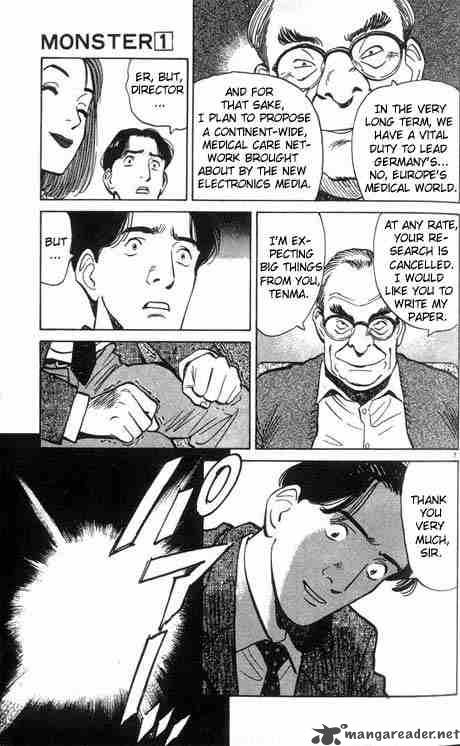 MONSTER 1
IN THE VERY
LONG TERM, WE
HAVE A VITAL
DUTY TO LEAD
GERMANY'S...
NO, EUROPE'S
MEDICAL WORLD.
AND FOR
THAT SAKE,
I PLAN TO PROPOSE
A CONTINENT-WIDE,
MEDICAL CARE NET-
WORK BROUGHT
ABOUT BY THE NEW
ELECTRONICS MEDIA.
ER, BUT,
DIRECTOR
...
AT ANY RATE,
YOUR RE-
SEARCH IS
CANCELLED.
I WOULD
LIKE YOU TO
WRITE MY
PAPER.
I'M EX-
PECTING
BIG THINGS
FROM YOU,
TENMA.
BUT
...
THANK
YOU
VERY
MUCH,
SIR.
mangareader.net